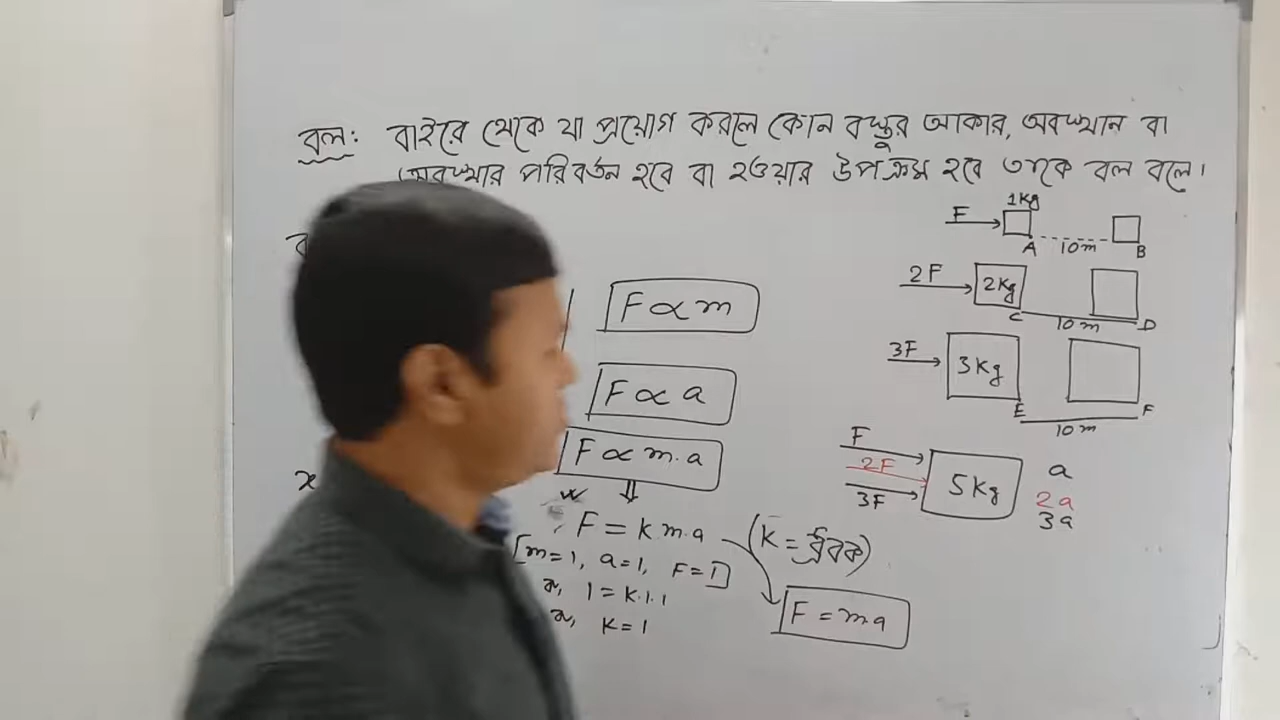 বল: বাইরে থেকে যা প্রয়োগ করলে কোন বস্তুর আকার, অবস্থান বা
অবস্থার পরিবর্তন হবে বা হওয়ার উপক্রম হবে তাকে বল বলে।
F ∝ m
F ∝ a
F ∝ m.a
⇓
F = k m.a (k = ধ্রুবক)
[m=1, a=1, F=1]
1 = k.1.1
k = 1
F = m.a
F 1Kg
A 10m B
2F 2Kg
C 10m D
3F 3Kg
E F
10m
F a
2F 5Kg 2a
3F 3a